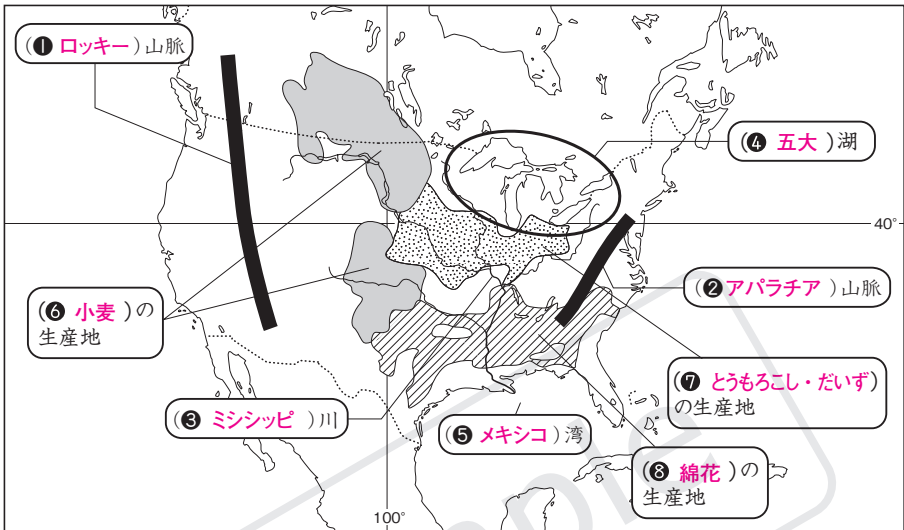 (❶ ロッキー)山脈
(❹ 五大)湖
40°
(❷ アパラチア)山脈
(❻ 小麦)の
生産地
(❼ とうもろこし・だいず)
の生産地
(❸ ミシシッピ)川
(❺ メキシコ)湾
(❽ 綿花)の
生産地
100°